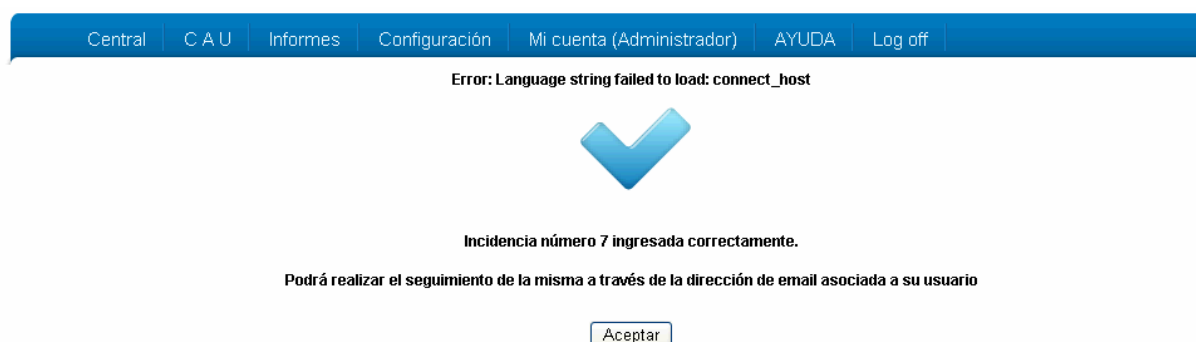 Central C A U Informes Configuración Mi cuenta (Administrador) AYUDA Log off
Error: Language string failed to load: connect_host
Incidencia número 7 ingresada correctamente.
Podrá realizar el seguimiento de la misma a través de la dirección de email asociada a su usuario
Aceptar